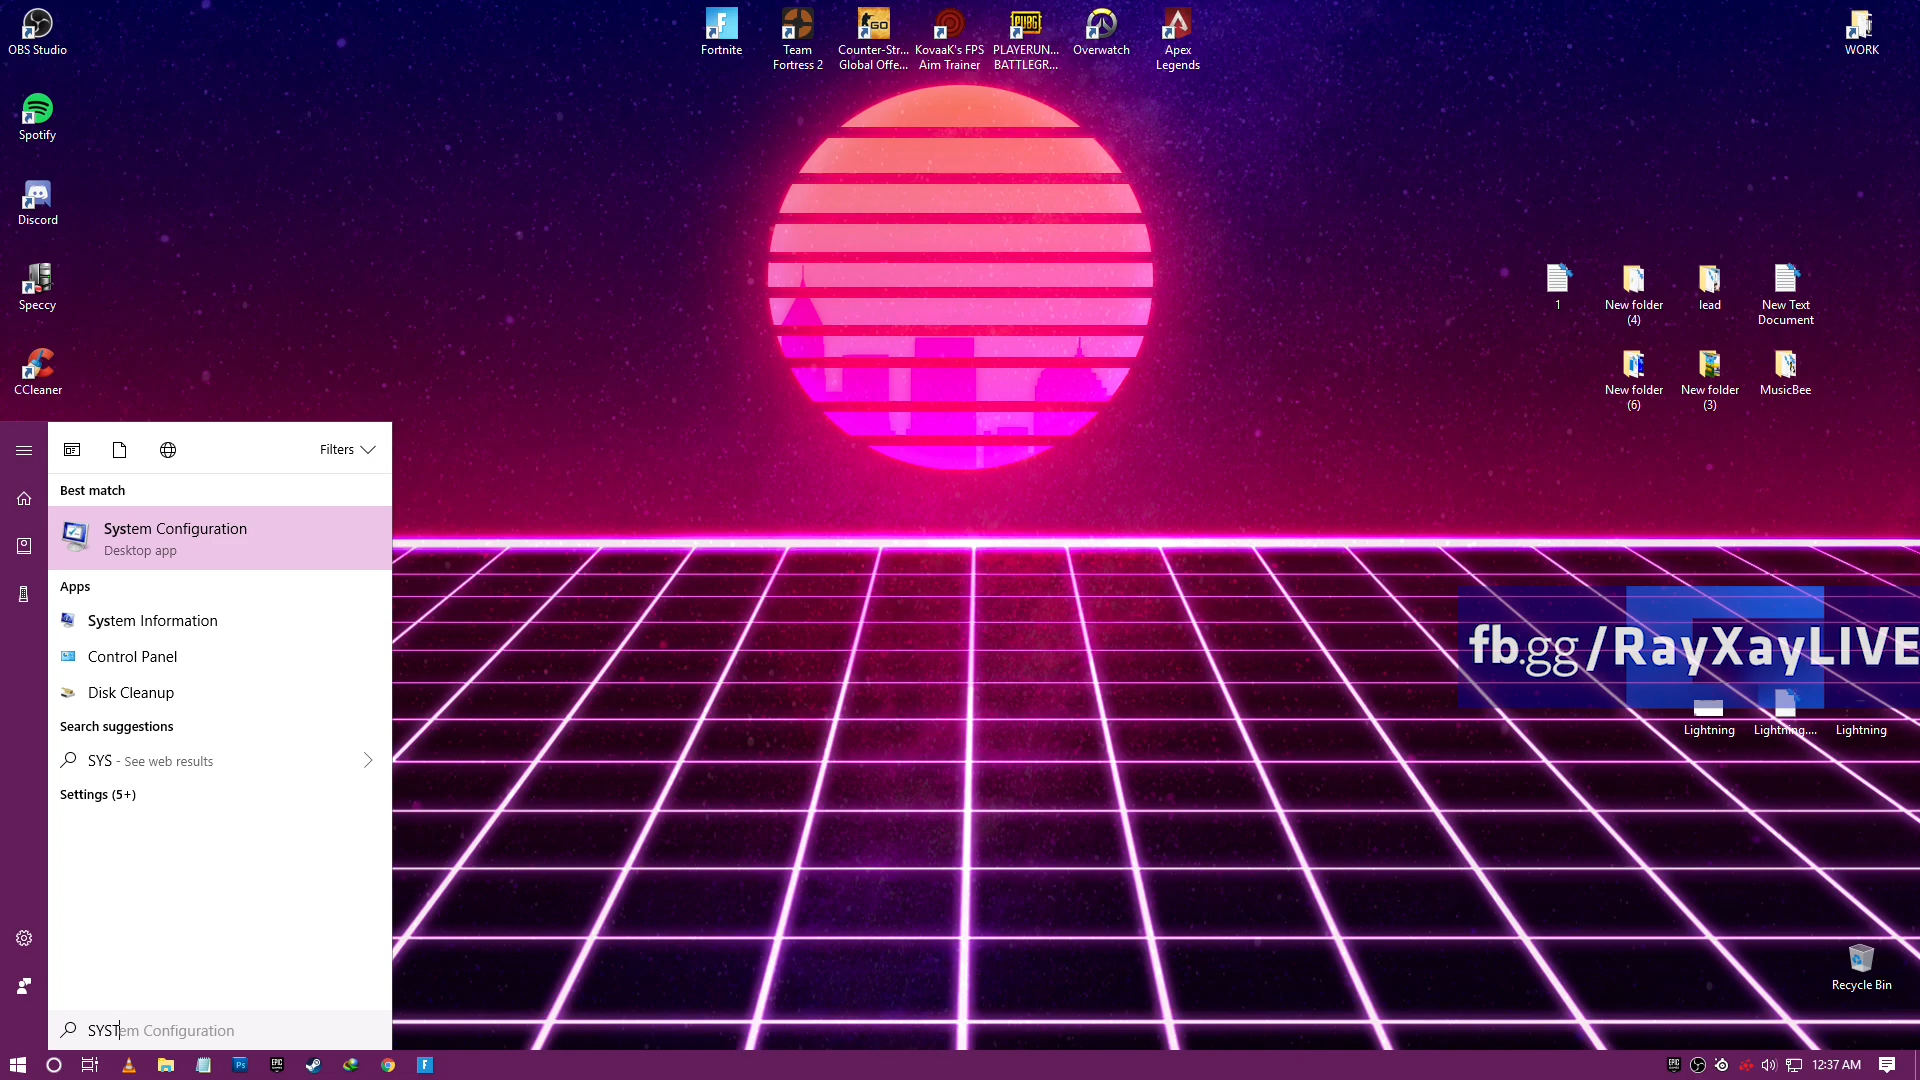 OBS Studio
Spotify
Discord
Speccy
CCleaner
Fortnite
Team
Fortress 2
Counter-Str...
Global Offe...
KovaaK's FPS
Aim Trainer
PLAYERUN...
BATTLEGR...
Overwatch
Apex
Legends
WORK
1
New folder
(4)
lead
New Text
Document
New folder
(6)
New folder
(3)
MusicBee
fb.gg/RayXayLIVE
Lightning
Lightning....
Lightning
Recycle Bin
Filters
Best match
System Configuration
Desktop app
Apps
System Information
Control Panel
Disk Cleanup
Search suggestions
SYS - See web results
Settings (5+)
SYSTem Configuration
12:37 AM